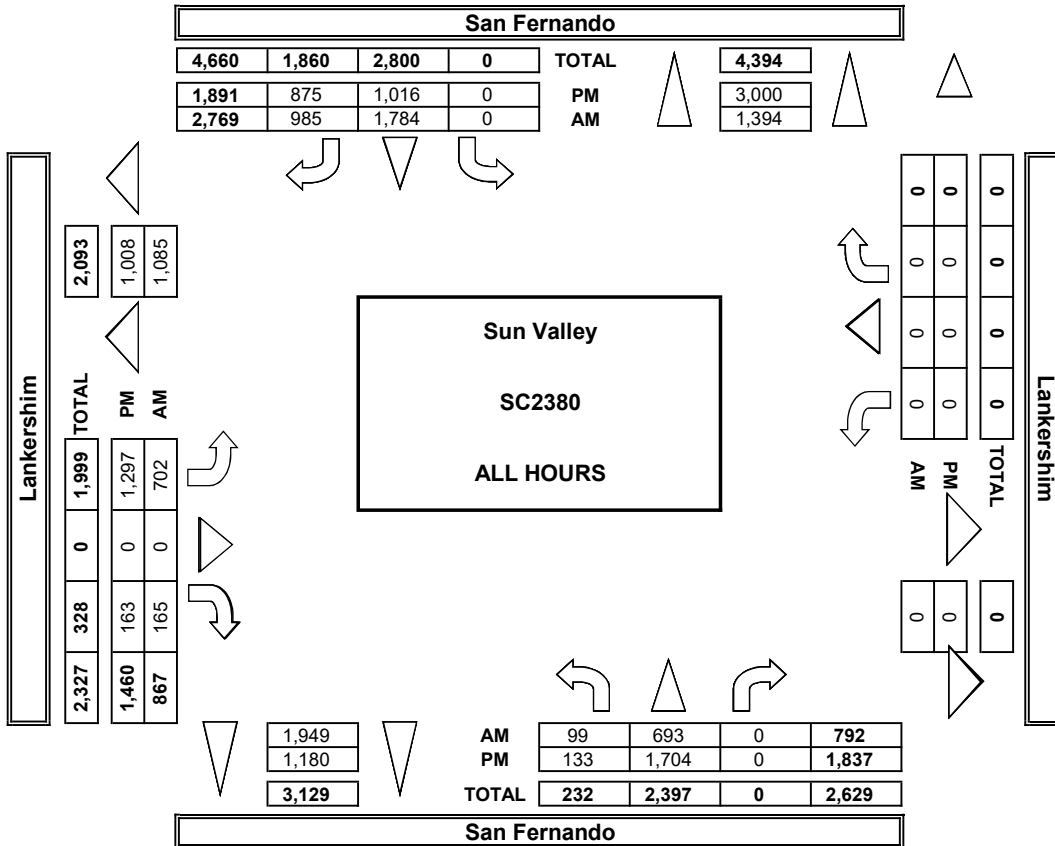 San Fernando
4,660 1,860 2,800 0 TOTAL 4,394
1,891 875 1,016 0 PM 3,000
2,769 985 1,784 0 AM 1,394
Lankershim
2,093
1,008
1,085
TOTAL
PM
AM
1,999 0 328 2,327
1,297 0 163 1,460
702 0 165 867
Sun Valley
SC2380
ALL HOURS
0 0 0 0 TOTAL 0
0 0 0 0 PM 0
0 0 0 0 AM 0
Lankershim
1,949 AM 99 693 0 792
1,180 PM 133 1,704 0 1,837
3,129 TOTAL 232 2,397 0 2,629
San Fernando